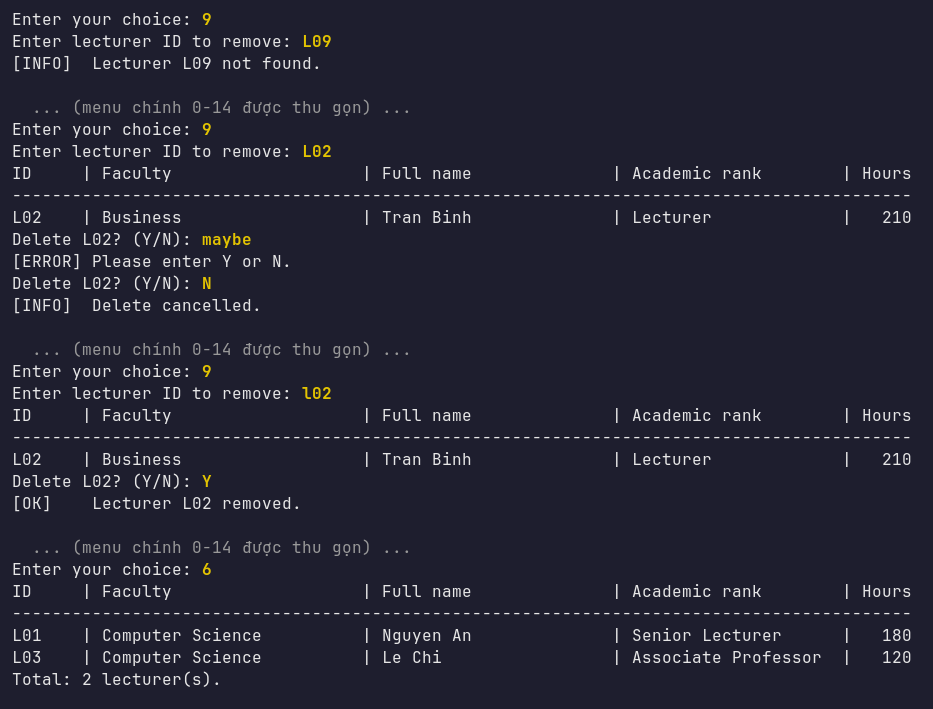 Enter your choice: 9
Enter lecturer ID to remove: L09
[INFO]  Lecturer L09 not found.

  ... (menu chính 0-14 được thu gọn) ...
Enter your choice: 9
Enter lecturer ID to remove: L02
ID     | Faculty                   | Full name              | Academic rank        | Hours
------------------------------------------------------------------------------------------
L02    | Business                  | Tran Binh              | Lecturer             |   210
Delete L02? (Y/N): maybe
[ERROR] Please enter Y or N.
Delete L02? (Y/N): N
[INFO]  Delete cancelled.

  ... (menu chính 0-14 được thu gọn) ...
Enter your choice: 9
Enter lecturer ID to remove: l02
ID     | Faculty                   | Full name              | Academic rank        | Hours
------------------------------------------------------------------------------------------
L02    | Business                  | Tran Binh              | Lecturer             |   210
Delete L02? (Y/N): Y
[OK]    Lecturer L02 removed.

  ... (menu chính 0-14 được thu gọn) ...
Enter your choice: 6
ID     | Faculty                   | Full name              | Academic rank        | Hours
------------------------------------------------------------------------------------------
L01    | Computer Science          | Nguyen An              | Senior Lecturer      |   180
L03    | Computer Science          | Le Chi                 | Associate Professor  |   120
Total: 2 lecturer(s).